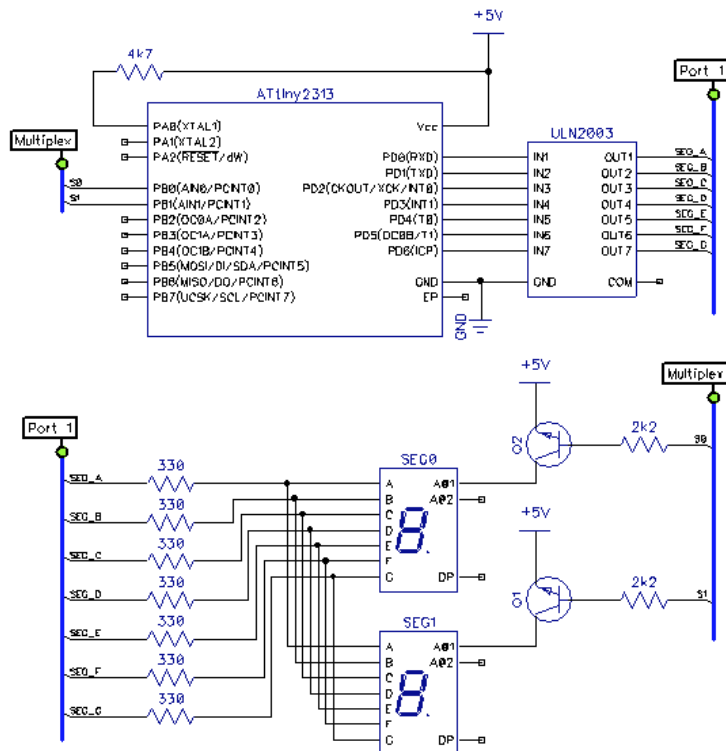 +5V
4k7
Port 1
ATtiny2313
ULN2003
Multiplex
PA0(XTAL1)
Vcc
PA1(XTAL2)
PA2(RESET/dW)
PD0(RXD)
IN1
OUT1
SEG_A
PD1(TXD)
IN2
OUT2
SEG_B
S0
PB0(AIN0/PCINT0)
PD2(CKOUT/XCK/INT0)
IN3
OUT3
SEG_C
S1
PB1(AIN1/PCINT1)
PD3(INT1)
IN4
OUT4
SEG_D
PB2(OC0A/PCINT2)
PD4(T0)
IN5
OUT5
SEG_E
PB3(OC1A/PCINT3)
PD5(OC0B/T1)
IN6
OUT6
SEG_F
PB4(OC1B/PCINT4)
PD6(ICP)
IN7
OUT7
SEG_G
PB5(MOSI/DI/SDA/PCINT5)
PB6(MISO/DO/PCINT6)
GND
GND
COM
PB7(UCSK/SCL/PCINT7)
EP
GND
+5V
Multiplex
Port 1
Q2
2k2
S0
SEG_A
330
SEG0
A
A01
B
A02
SEG_B
330
C
D
8.
+5V
SEG_C
330
E
F
G
DP
SEG_D
330
Q1
2k2
S1
SEG1
SEG_E
330
A
A01
B
A02
SEG_F
330
C
D
8.
E
SEG_G
330
F
G
DP